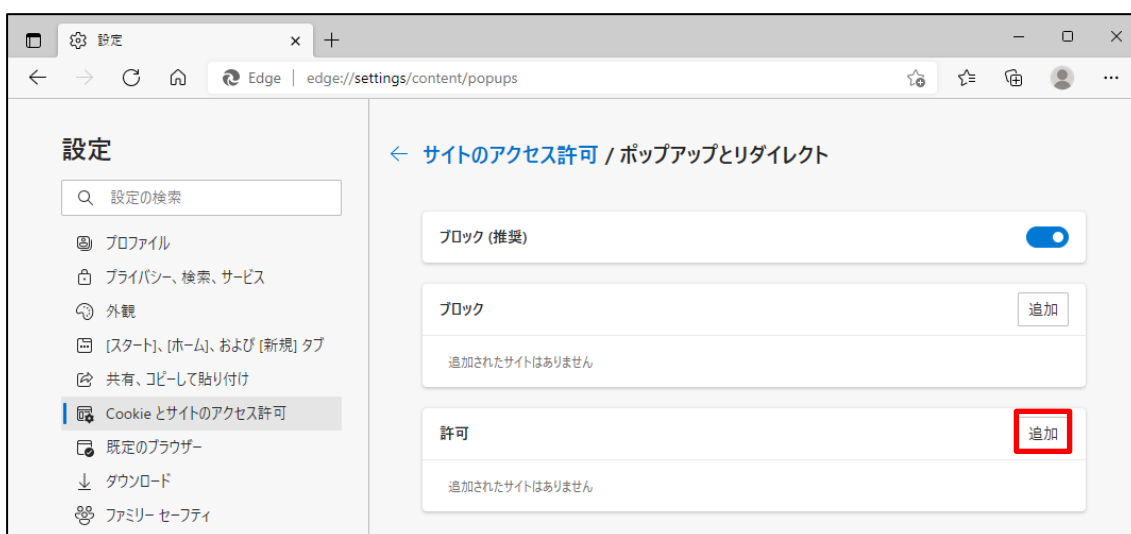 設定
Edge | edge://settings/content/popups
設定
設定の検索
プロファイル
プライバシー、検索、サービス
外観
[スタート]、[ホーム]、および [新規] タブ
共有、コピーして貼り付け
Cookie とサイトのアクセス許可
既定のブラウザー
ダウンロード
ファミリー セーフティ
サイトのアクセス許可 / ポップアップとリダイレクト
ブロック (推奨)
ブロック
追加
追加されたサイトはありません
許可
追加
追加されたサイトはありません